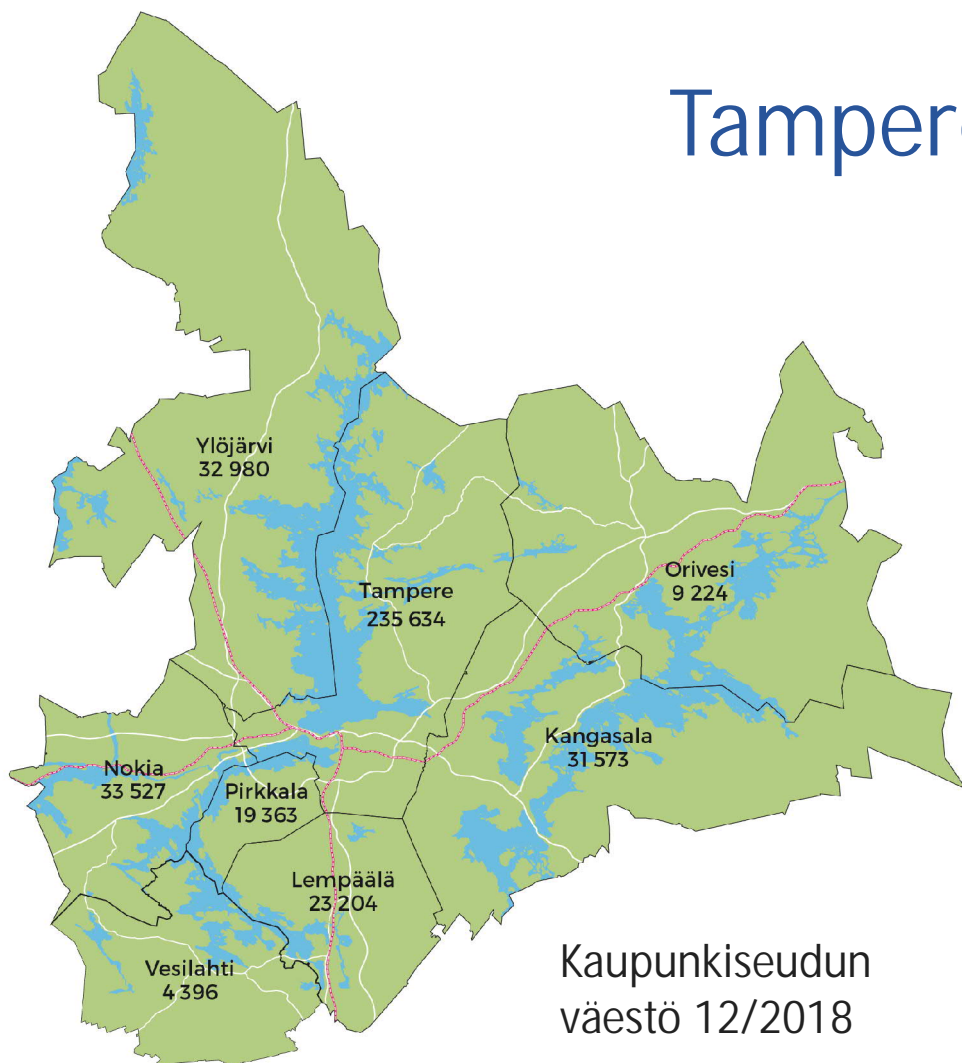 Tampere
Ylöjärvi
32 980
Tampere
235 634
Orivesi
9 224
Kangasala
31 573
Nokia
33 527
Pirkkala
19 363
Lempäälä
23 204
Vesilahti
4 396
Kaupunkiseudun
väestö 12/2018